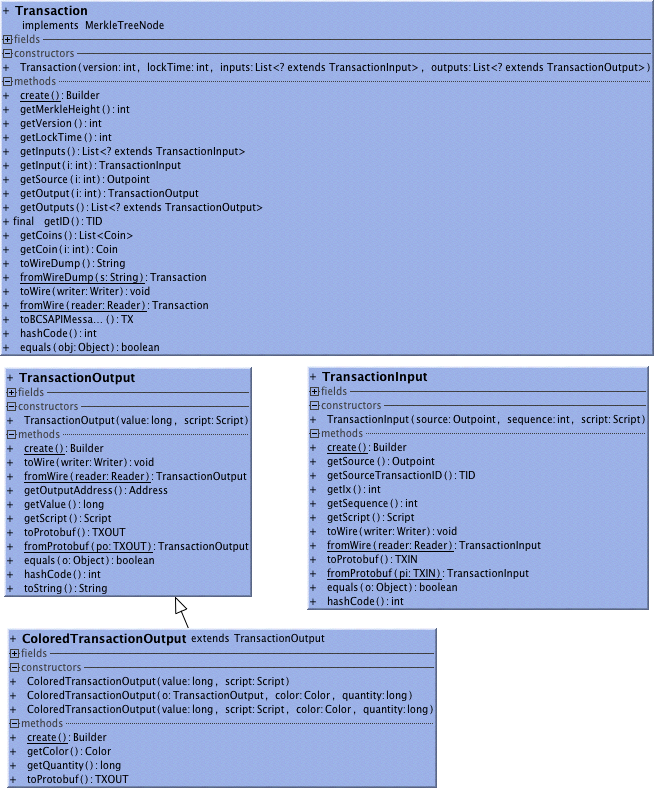 + Transaction
implements MerkleTreeNode
fields
constructors
+ Transaction(version: int, lockTime: int, inputs: List<? extends TransactionInput>, outputs: List<? extends TransactionOutput>)
methods
+ create(): Builder
+ getMerkleHeight(): int
+ getVersion(): int
+ getLockTime(): int
+ getInputs(): List<? extends TransactionInput>
+ getInput(i: int): TransactionInput
+ getSource(i: int): Outpoint
+ getOutput(i: int): TransactionOutput
+ getOutputs(): List<? extends TransactionOutput>
+ final getID(): TID
+ getCoins(): List<Coin>
+ getCoin(i: int): Coin
+ toWireDump(): String
+ fromWireDump(s: String): Transaction
+ toWire(writer: Writer): void
+ fromWire(reader: Reader): Transaction
+ toBCSAPIMessa...(): TX
+ hashCode(): int
+ equals(obj: Object): boolean
+ TransactionOutput
fields
constructors
+ TransactionOutput(value: long, script: Script)
methods
+ create(): Builder
+ toWire(writer: Writer): void
+ fromWire(reader: Reader): TransactionOutput
+ getOutputAddress(): Address
+ getValue(): long
+ getScript(): Script
+ toProtobuf(): TXOUT
+ fromProtobuf(po: TXOUT): TransactionOutput
+ equals(o: Object): boolean
+ hashCode(): int
+ toString(): String
+ TransactionInput
fields
constructors
+ TransactionInput(source: Outpoint, sequence: int, script: Script)
methods
+ create(): Builder
+ getSource(): Outpoint
+ getSourceTransactionID(): TID
+ getIx(): int
+ getSequence(): int
+ getScript(): Script
+ toWire(writer: Writer): void
+ fromWire(reader: Reader): TransactionInput
+ toProtobuf(): TXIN
+ fromProtobuf(pi: TXIN): TransactionInput
+ equals(o: Object): boolean
+ hashCode(): int
+ ColoredTransactionOutput extends TransactionOutput
fields
constructors
+ ColoredTransactionOutput(value: long, script: Script)
+ ColoredTransactionOutput(o: TransactionOutput, color: Color, quantity: long)
+ ColoredTransactionOutput(value: long, script: Script, color: Color, quantity: long)
methods
+ create(): Builder
+ getColor(): Color
+ getQuantity(): long
+ toProtobuf(): TXOUT